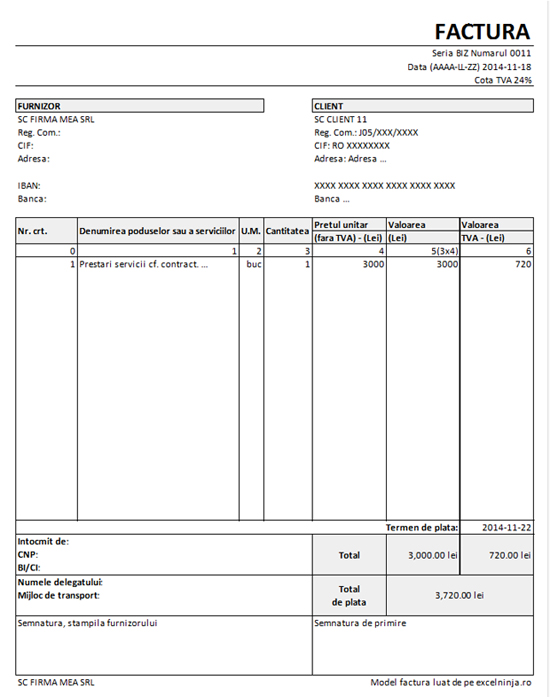 FACTURA
Seria BIZ Numarul 0011
Data (AAAA-LL-ZZ) 2014-11-18
Cota TVA 24%
FURNIZOR CLIENT
SC FIRMA MEA SRL SC CLIENT 11
Reg. Com.: Reg. Com.: J05/XXX/XXXX
CIF: CIF: RO XXXXXXXX
Adresa: Adresa: Adresa ...
IBAN: XXXX XXXX XXXX XXXX XXXX XXXX
Banca: Banca ...
Nr. crt. Denumirea poduselor sau a serviciilor U.M. Cantitatea Pretul unitar Valoarea Valoarea
(fara TVA) - (Lei) (Lei) TVA - (Lei)
0 1 2 3 4 5(3x4) 6
1 Prestari servicii cf. contract. ... buc 1 3000 3000 720
Termen de plata: 2014-11-22
Intocmit de:
CNP: Total 3,000.00 lei 720.00 lei
BI/CI:
Numele delegatului: Total
Mijloc de transport: de plata 3,720.00 lei
Semnatura, stampila furnizorului Semnatura de primire
SC FIRMA MEA SRL Model factura luat de pe excelninja.ro